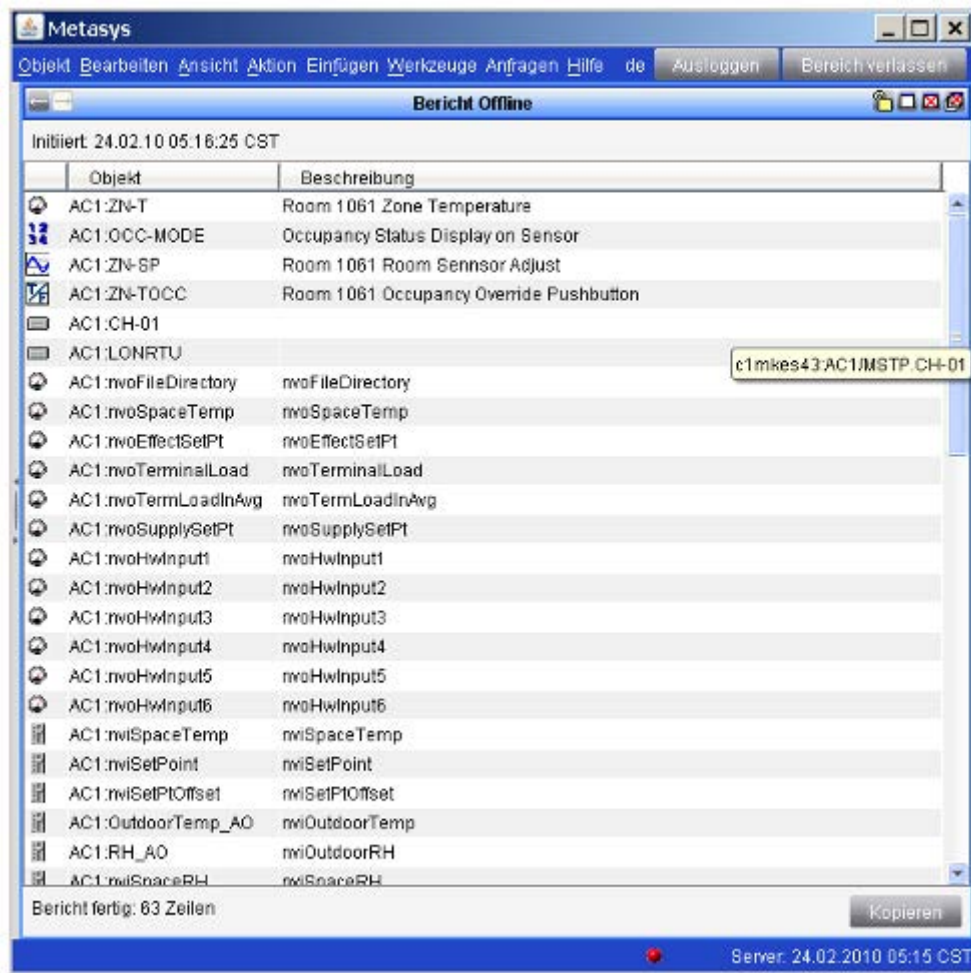 Metasys
Objekt Bearbeiten Ansicht Aktion Einfügen Werkzeuge Anfragen Hilfe de Ausloggen Bereich verlassen
Bericht Offline
Initiiert: 24.02.10 05:16:25 CST
Objekt Beschreibung
AC1:ZN-T Room 1061 Zone Temperature
AC1:OCC-MODE Occupancy Status Display on Sensor
AC1:ZN-SP Room 1061 Room Sennsor Adjust
T/F AC1:ZN-TOCC Room 1061 Occupancy Override Pushbutton
AC1:CH-01
AC1:LONRTU
c1mkes43:AC1/MSTP.CH-01
AC1:nvoFileDirectory nvoFileDirectory
AC1:nvoSpaceTemp nvoSpaceTemp
AC1:nvoEffectSetPt nvoEffectSetPt
AC1:nvoTerminalLoad nvoTerminalLoad
AC1:nvoTermLoadInAvg nvoTermLoadInAvg
AC1:nvoSupplySetPt nvoSupplySetPt
AC1:nvoHwInput1 nvoHwInput1
AC1:nvoHwInput2 nvoHwInput2
AC1:nvoHwInput3 nvoHwInput3
AC1:nvoHwInput4 nvoHwInput4
AC1:nvoHwInput5 nvoHwInput5
AC1:nvoHwInput6 nvoHwInput6
AC1:nviSpaceTemp nviSpaceTemp
AC1:nviSetPoint nviSetPoint
AC1:nviSetPtOffset nviSetPtOffset
AC1:OutdoorTemp_AO nviOutdoorTemp
AC1:RH_AO nviOutdoorRH
AC1:nviSpaceRH nviSpaceRH
Bericht fertig: 63 Zeilen Kopieren
Server: 24.02.2010 05:15 CST